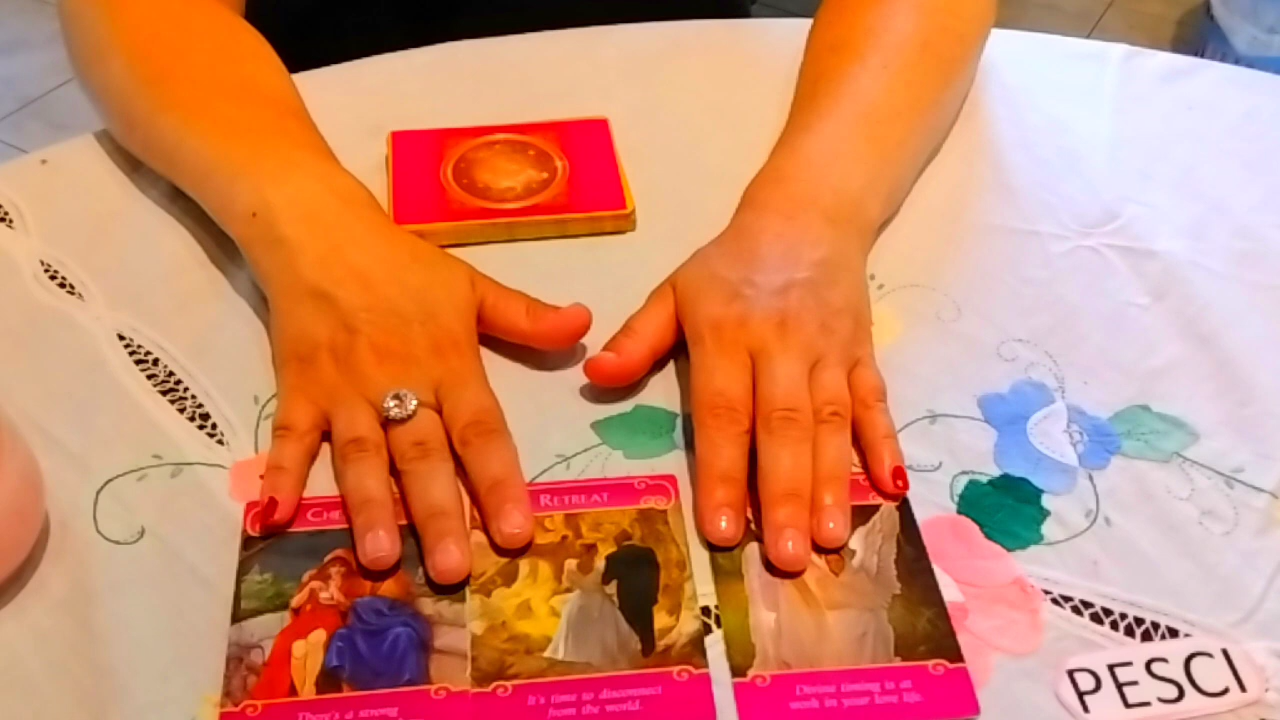 RETREAT
There's a strong
It's time to disconnect
from the world.
Divine timing is at
work in your love life.
PESCI